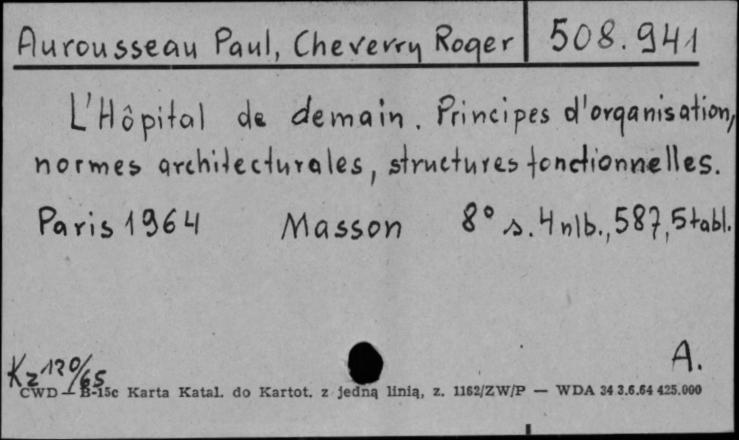 Aurousseau Paul, Cheverry Roger 508.941
L'Hôpital de demain. Principes d'organisation,
normes architecturales, structures fonctionnelles.
Paris 1964 Masson 8° s. 4 nlb., 587, 5 tabl.
A.
Kz 120/65
CWD — B-15c Karta Katal. do Kartot. z jedną linią, z. 1162/ZW/P — WDA 34 3.6.64 425.000